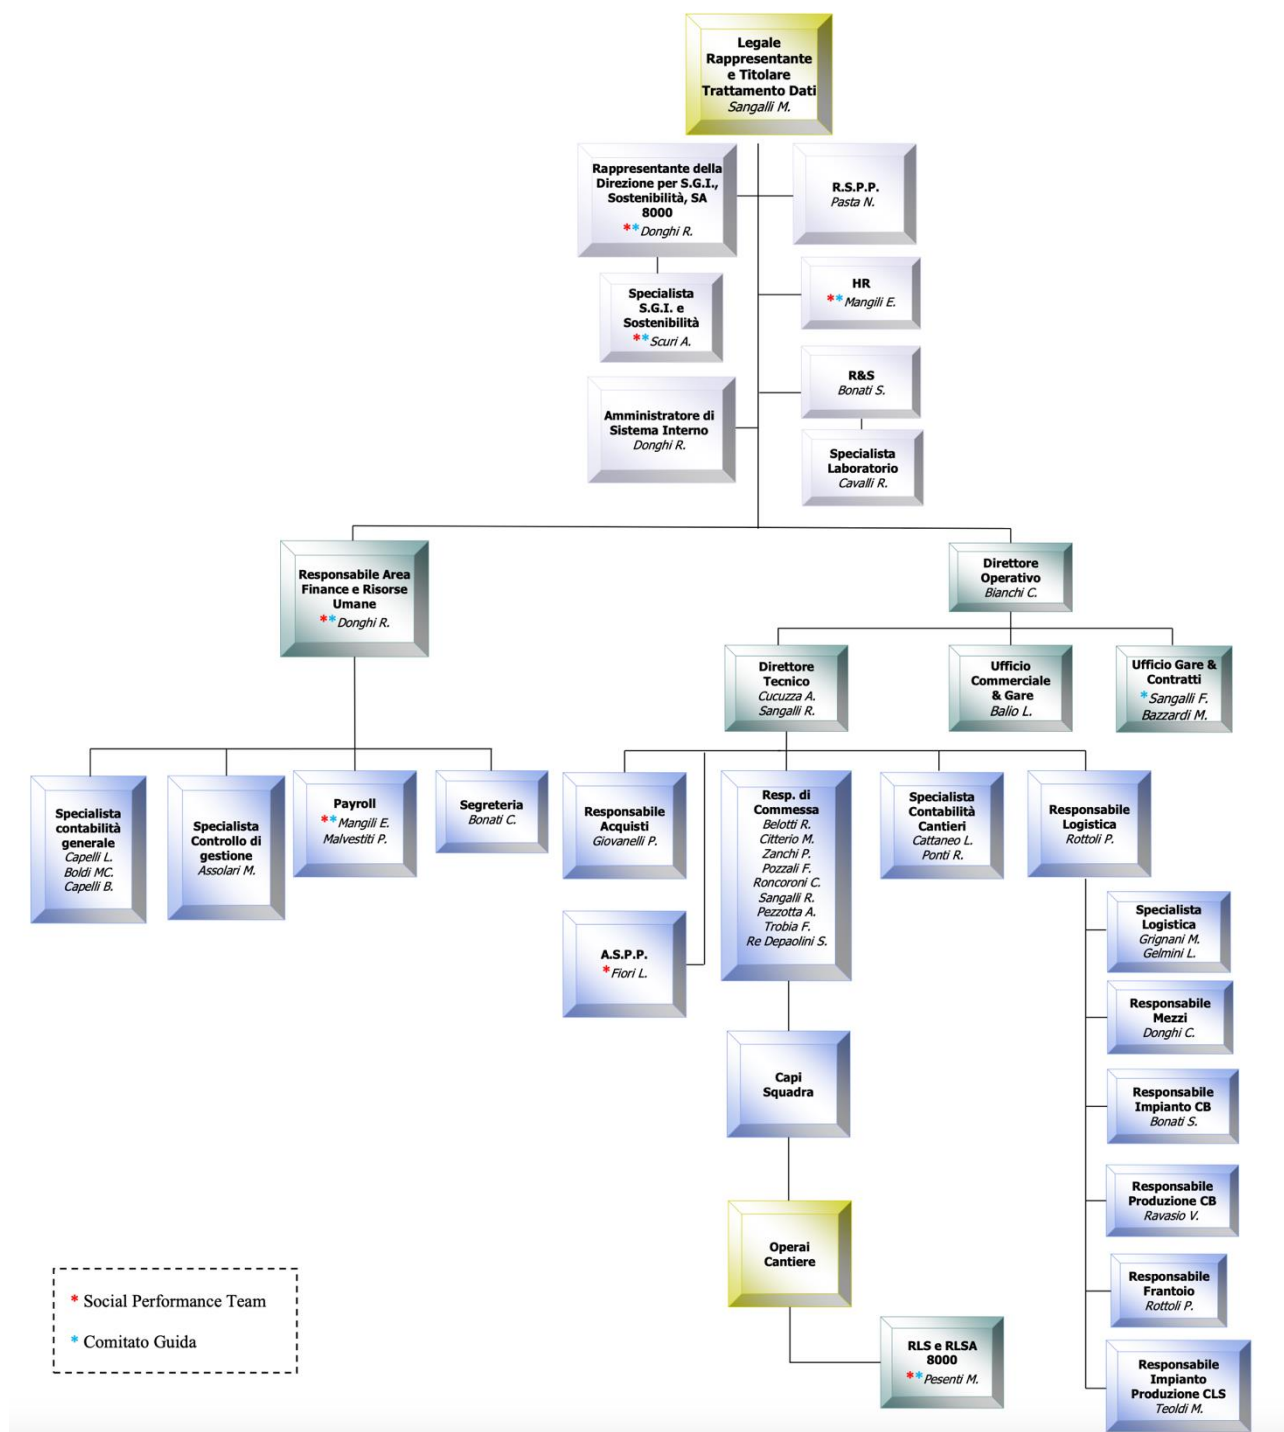 Legale
Rappresentante
e Titolare
Trattamento Dati
Sangalli M.
Rappresentante della
Direzione per S.G.I.,
Sostenibilità, SA
8000
**Donghi R.
R.S.P.P.
Pasta N.
Specialista
S.G.I. e
Sostenibilità
**Scuri A.
HR
**Mangili E.
R&S
Bonati S.
Amministratore di
Sistema Interno
Donghi R.
Specialista
Laboratorio
Cavalli R.
Responsabile Area
Finance e Risorse
Umane
**Donghi R.
Direttore
Operativo
Bianchi C.
Direttore
Tecnico
Cucuzza A.
Sangalli R.
Ufficio
Commerciale
& Gare
Balio L.
Ufficio Gare &
Contratti
*Sangalli F.
Bazzardi M.
Specialista
contabilità
generale
Capelli L.
Boldi MC.
Capelli B.
Specialista
Controllo di
gestione
Assolari M.
Payroll
**Mangili E.
Malvestiti P.
Segreteria
Bonati C.
Responsabile
Acquisti
Giovanelli P.
Resp. di
Commessa
Belotti R.
Citterio M.
Zanchi P.
Pozzali F.
Roncoroni C.
Sangalli R.
Pezzotta A.
Trobia F.
Re Depaolini S.
Specialista
Contabilità
Cantieri
Cattaneo L.
Ponti R.
Responsabile
Logistica
Rottoli P.
A.S.P.P.
*Fiori L.
Specialista
Logistica
Grignani M.
Gelmini L.
Responsabile
Mezzi
Donghi C.
Capi
Squadra
Responsabile
Impianto CB
Bonati S.
Responsabile
Produzione CB
Ravasio V.
Operai
Cantiere
Responsabile
Frantoio
Rottoli P.
RLS e RLSA
8000
**Pesenti M.
Responsabile
Impianto
Produzione CLS
Teoldi M.
* Social Performance Team
* Comitato Guida